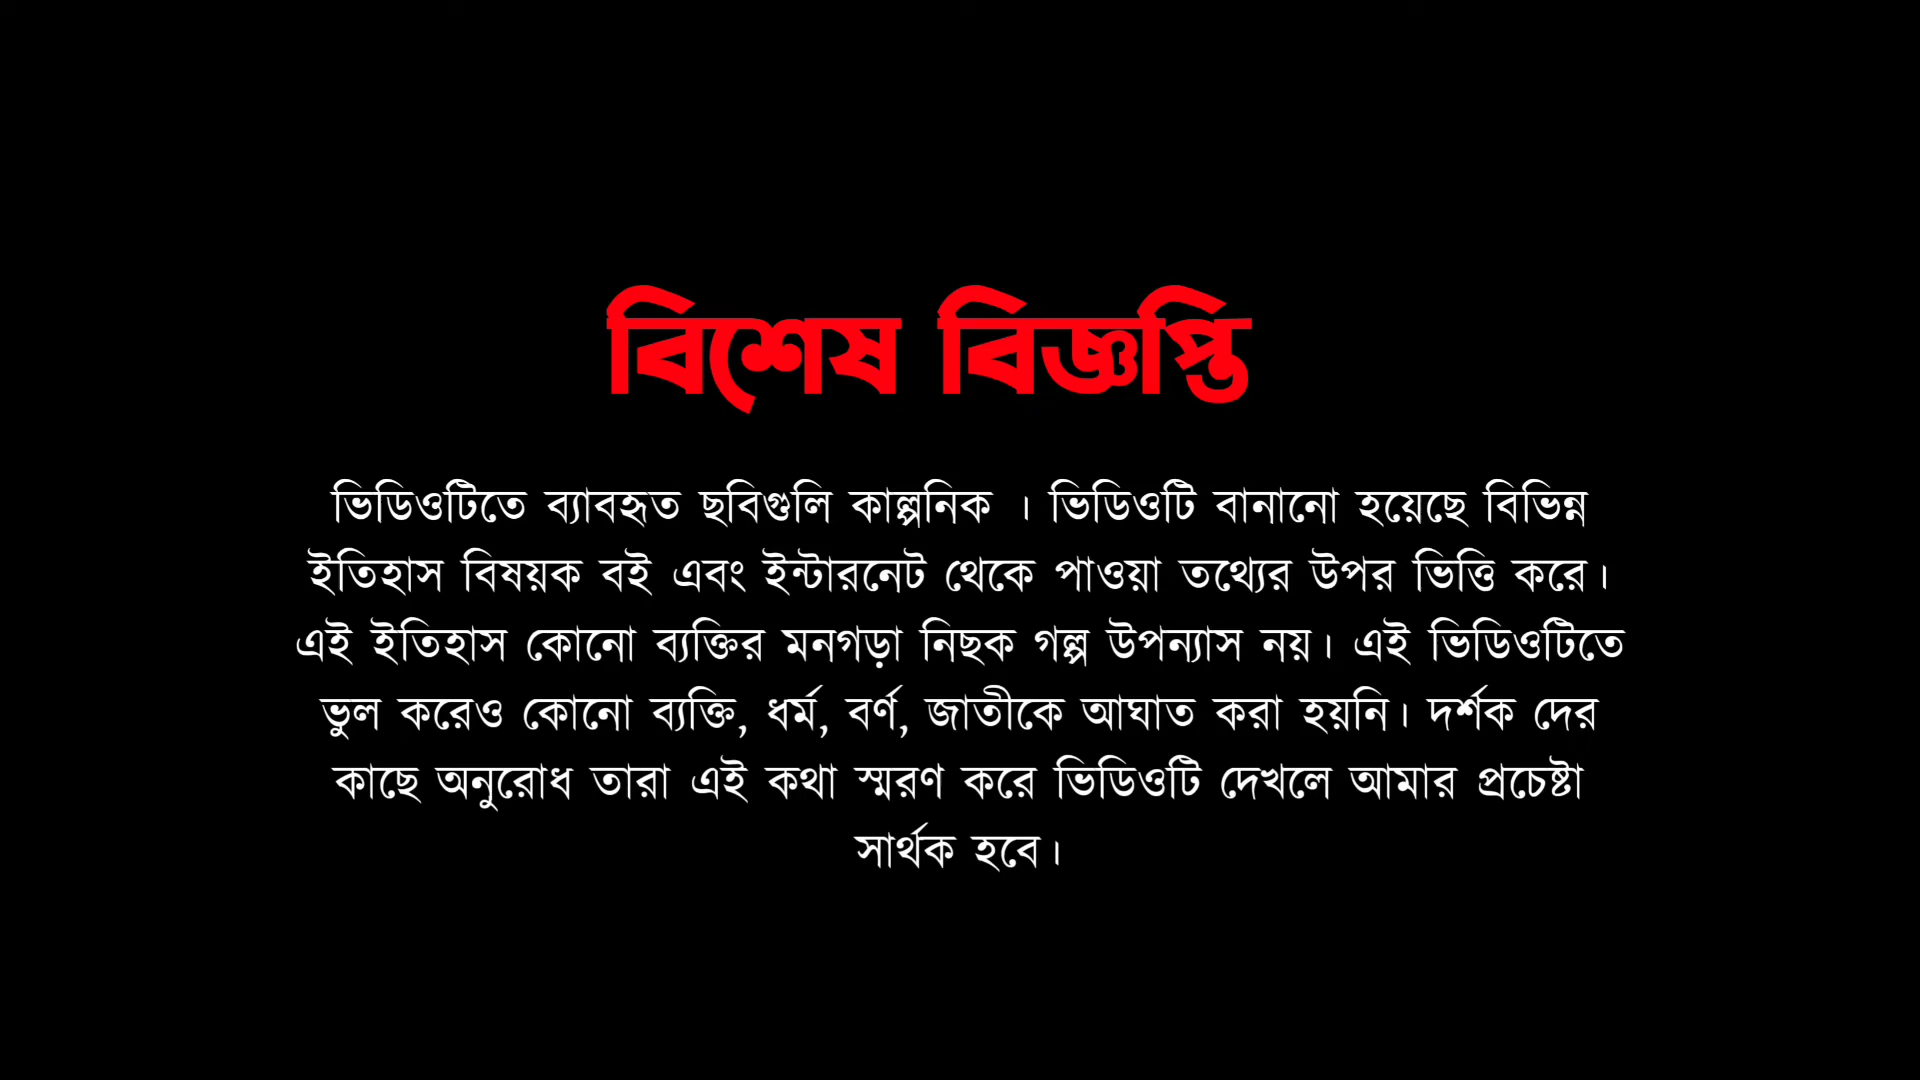 বিশেষ বিজ্ঞপ্তি
ভিডিওটিতে ব্যাবহৃত ছবিগুলি কাল্পনিক । ভিডিওটি বানানো হয়েছে বিভিন্ন
ইতিহাস বিষয়ক বই এবং ইন্টারনেট থেকে পাওয়া তথ্যের উপর ভিত্তি করে।
এই ইতিহাস কোনো ব্যক্তির মনগড়া নিছক গল্প উপন্যাস নয়। এই ভিডিওটিতে
ভুল করেও কোনো ব্যক্তি, ধর্ম, বর্ণ, জাতীকে আঘাত করা হয়নি। দর্শক দের
কাছে অনুরোধ তারা এই কথা স্মরণ করে ভিডিওটি দেখলে আমার প্রচেষ্টা
সার্থক হবে।